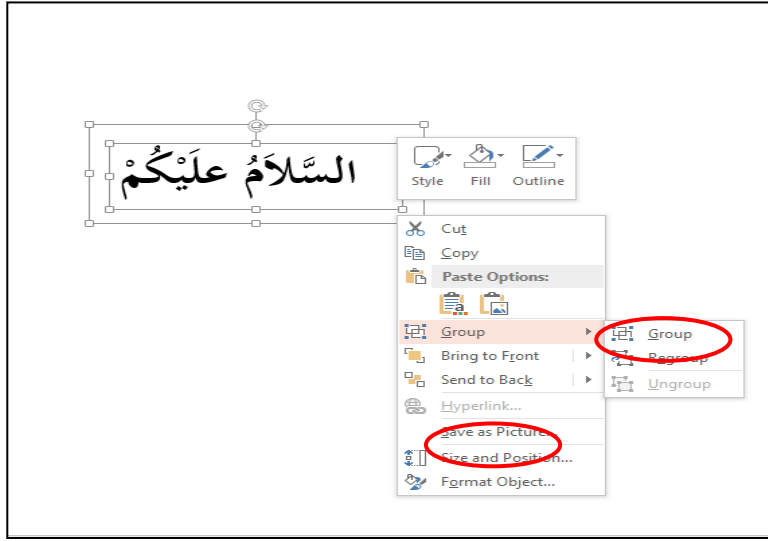 السَّلاَمُ علَيْكُمْ
Style Fill Outline
Cut
Copy
Paste Options:
Group
Bring to Front
Send to Back
Hyperlink...
Save as Picture...
Size and Position...
Format Object...
Group
Regroup
Ungroup